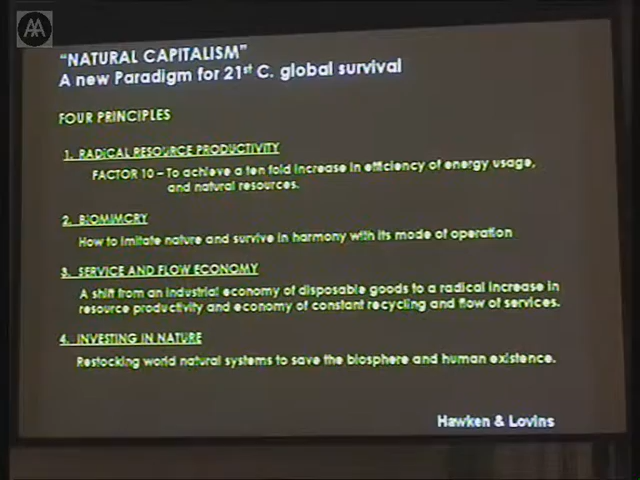 AA
"NATURAL CAPITALISM"
A new Paradigm for 21st C. global survival
FOUR PRINCIPLES
1. RADICAL RESOURCE PRODUCTIVITY
FACTOR 10 – To achieve a ten fold increase in efficiency of energy usage,
and natural resources.
2. BIOMIMCRY
How to imitate nature and survive in harmony with its mode of operation
3. SERVICE AND FLOW ECONOMY
A shift from an industrial economy of disposable goods to a radical increase in
resource productivity and economy of constant recycling and flow of services.
4. INVESTING IN NATURE
Restocking world natural systems to save the biosphere and human existence.
Hawken & Lovins